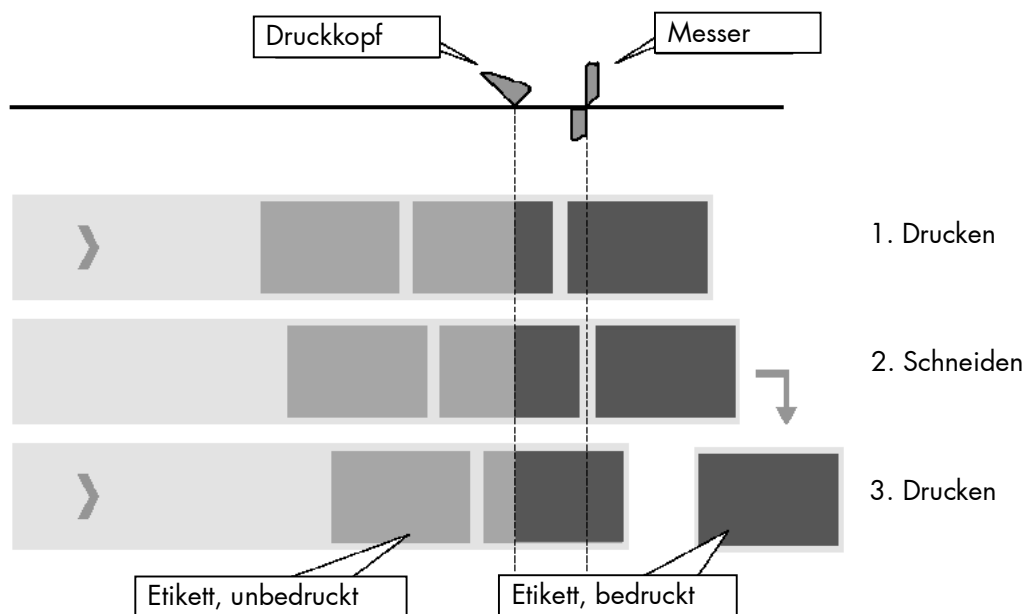 Druckkopf
Messer
1. Drucken
2. Schneiden
3. Drucken
Etikett, unbedruckt
Etikett, bedruckt